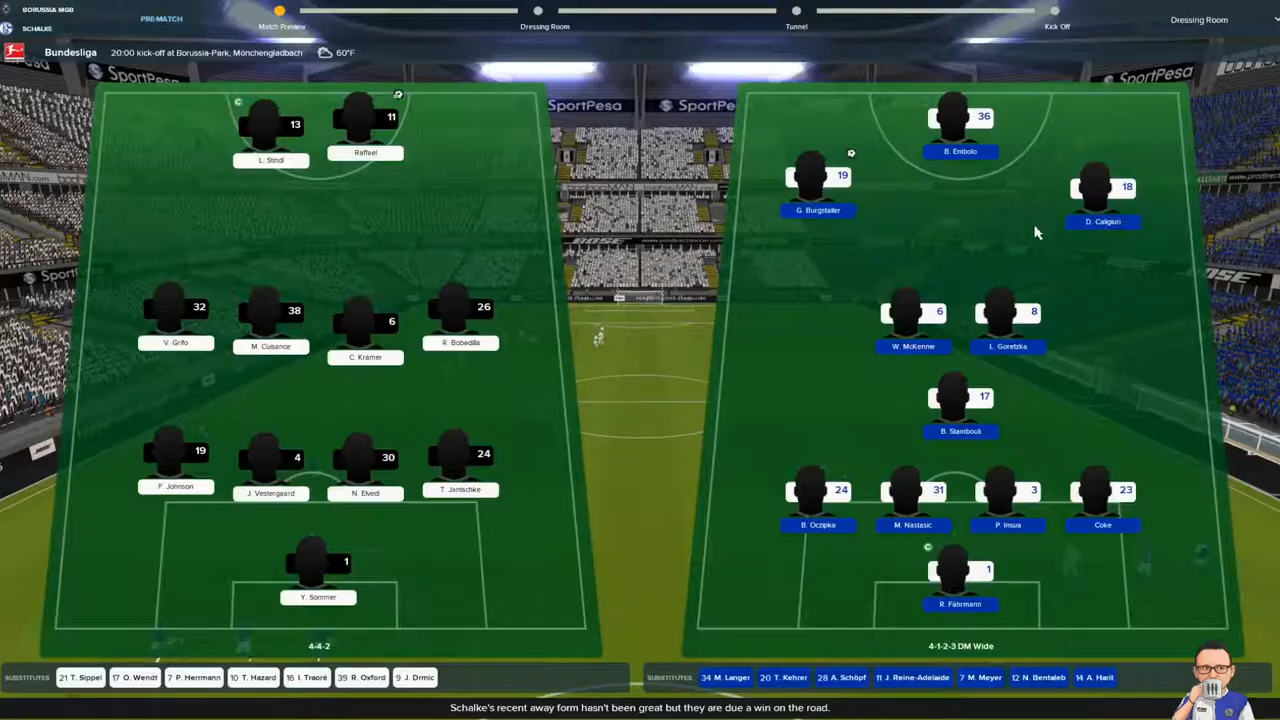 BORUSSIA MGB
SCHALKE
PRE-MATCH
Match Preview
Dressing Room
Tunnel
Kick Off
Dressing Room
Bundesliga
20:00 kick-off at Borussia-Park, Mönchengladbach
60°F
SportPesa
SportPesa
SportPesa
SportPesa
SportPesa
C
13
L. Stindl
11
Raffael
32
V. Grifo
38
M. Cuisance
6
C. Kramer
26
R. Bobadilla
19
F. Johnson
4
J. Vestergaard
30
N. Elvedi
24
T. Jantschke
1
Y. Sommer
4-4-2
36
B. Embolo
19
G. Burgstaller
18
D. Caligiuri
6
W. McKennie
8
L. Goretzka
17
B. Stambouli
24
B. Oczipka
31
M. Nastasic
3
P. Insua
23
Coke
C
1
R. Fährmann
4-1-2-3 DM Wide
BOSE
BOSE
BOSE
SUBSTITUTES
21 T. Sippel
17 O. Wendt
7 P. Herrmann
10 T. Hazard
16 I. Traoré
39 R. Oxford
9 J. Drmic
SUBSTITUTES
34 M. Langer
20 T. Kehrer
28 A. Schöpf
11 J. Reine-Adelaide
7 M. Meyer
12 N. Bentaleb
14 A. Harit
Schalke's recent away form hasn't been great but they are due a win on the road.